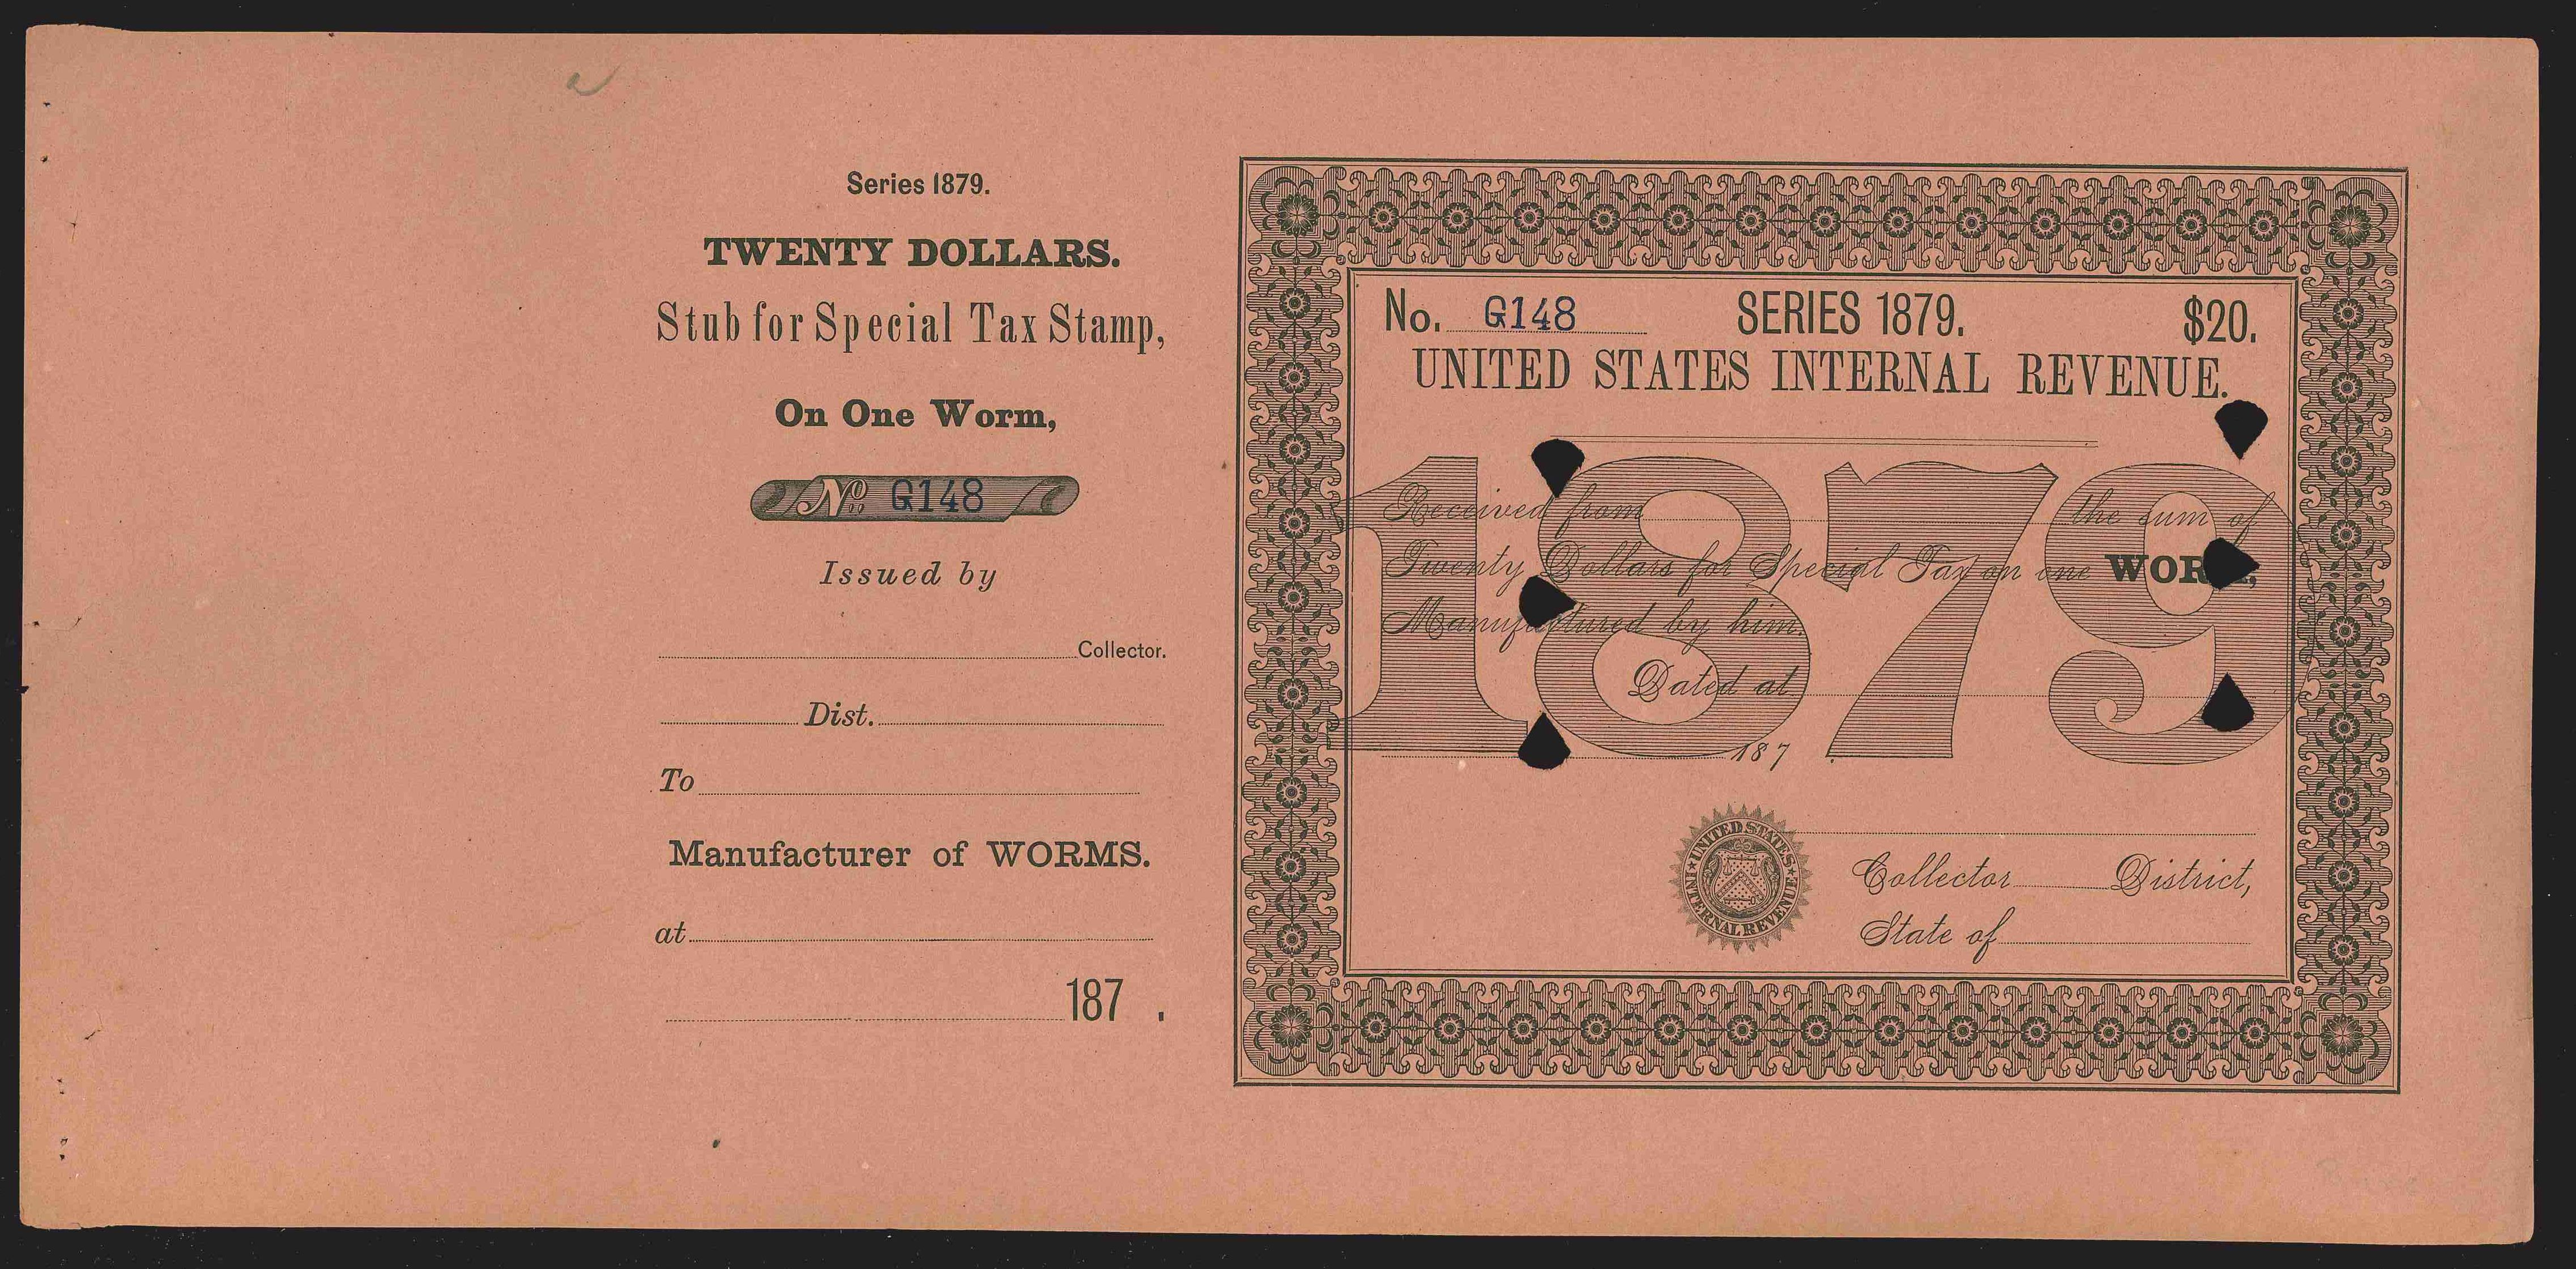 Series 1879.
TWENTY DOLLARS.
Stub for Special Tax Stamp,
On One Worm,
No. G148
Issued by
Collector.
Dist.
To
Manufacturer of WORMS.
at
187 .
No. G148 SERIES 1879. $20.
UNITED STATES INTERNAL REVENUE.
1879
Received from the sum of
Twenty Dollars for Special Tax on one WORM,
Manufactured by him.
Dated at
187
UNITED STATES INTERNAL REVENUE
Collector District,
State of